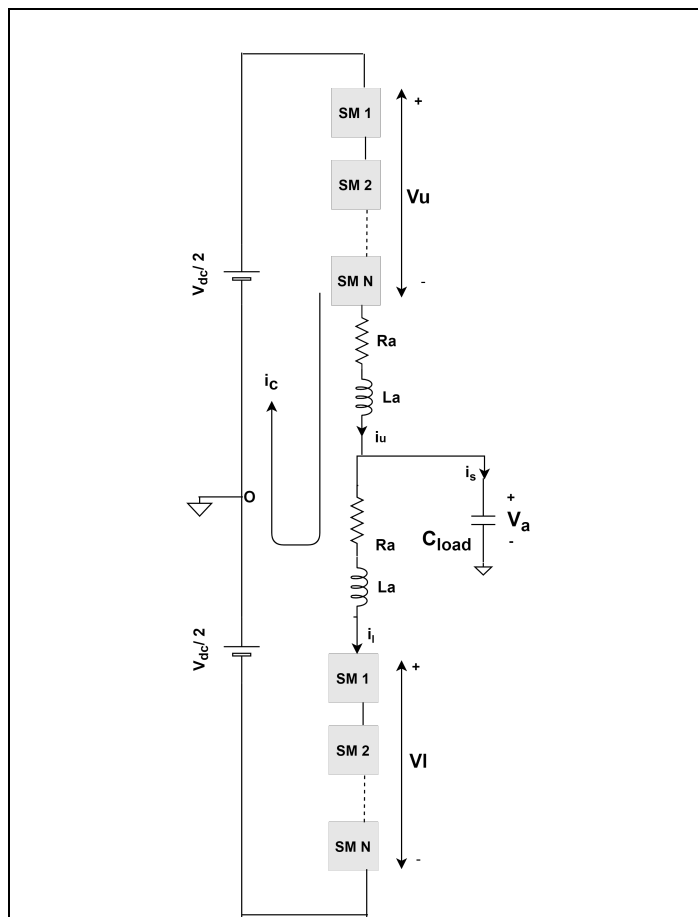 SM 1
+
SM 2
Vu
V_dc/ 2
SM N
-
Ra
i_C
La
i_u
i_s
O
+
V_a
-
C_load
Ra
La
-
i_l
V_dc/ 2
SM 1
+
SM 2
Vl
SM N
-